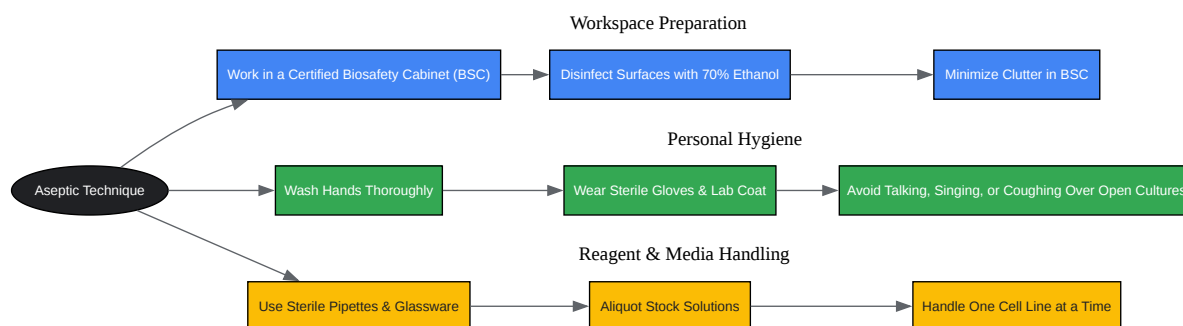 Workspace Preparation
Work in a Certified Biosafety Cabinet (BSC)
Disinfect Surfaces with 70% Ethanol
Minimize Clutter in BSC
Personal Hygiene
Aseptic Technique
Wash Hands Thoroughly
Wear Sterile Gloves & Lab Coat
Avoid Talking, Singing, or Coughing Over Open Cultures
Reagent & Media Handling
Use Sterile Pipettes & Glassware
Aliquot Stock Solutions
Handle One Cell Line at a Time